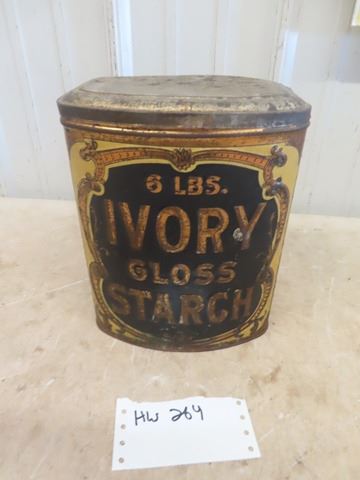 6 LBS.
IVORY
GLOSS
STARCH
HW 264